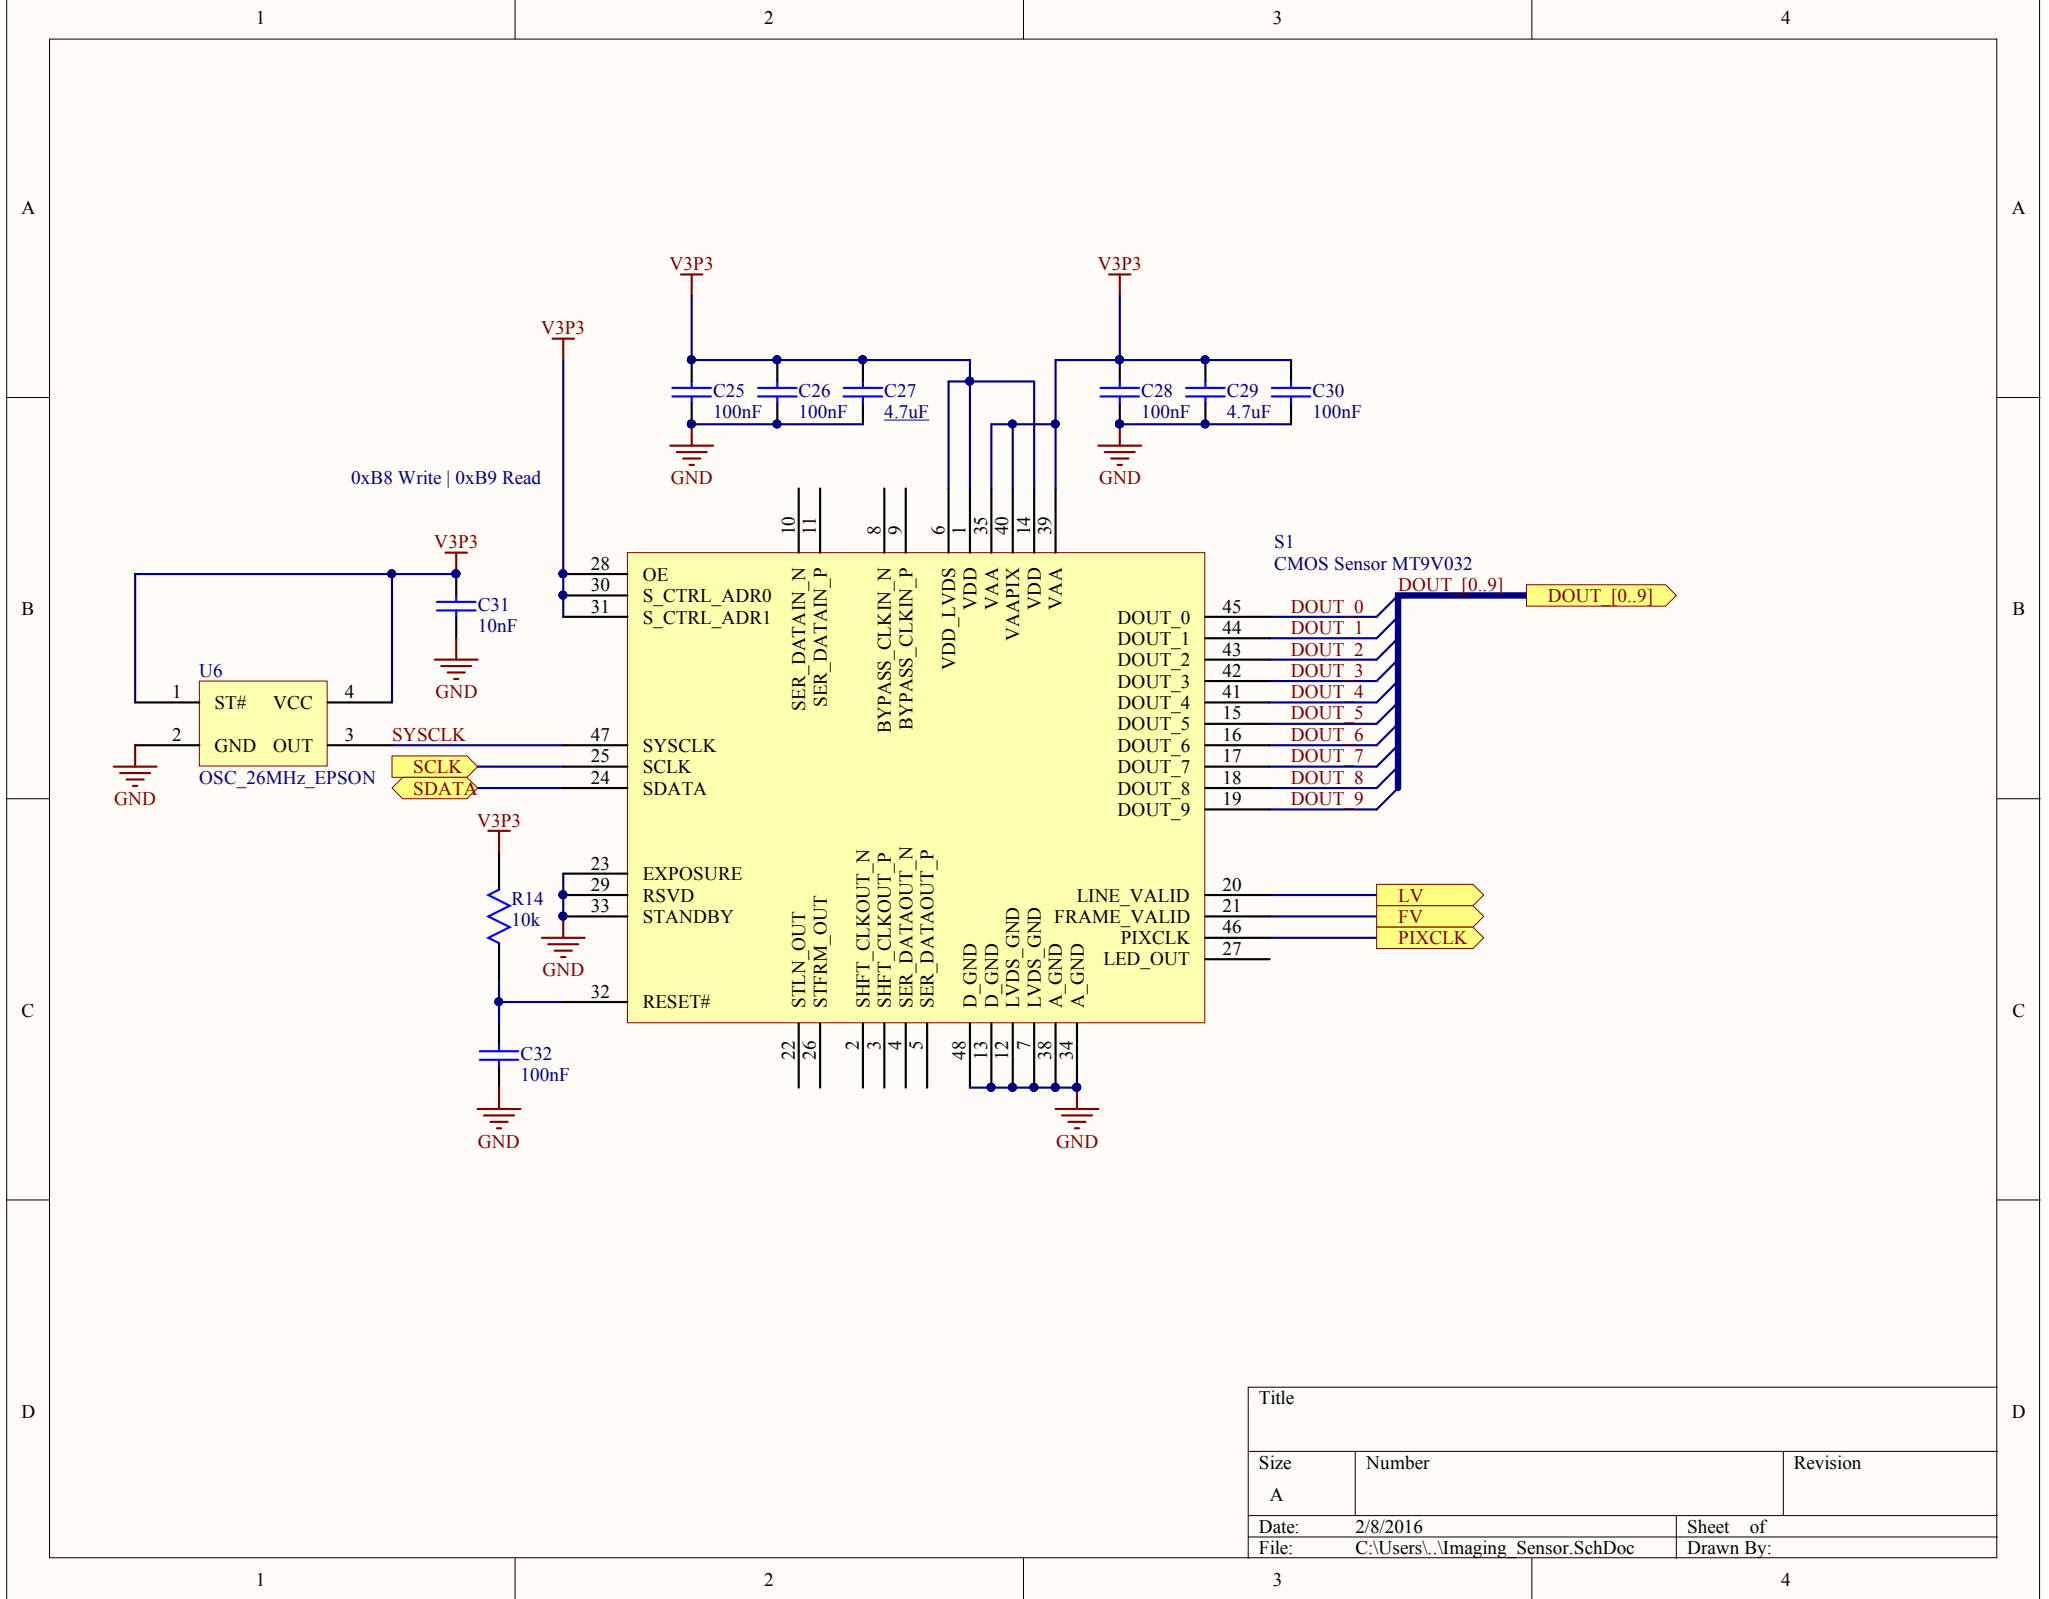 1 2 3 4
A A
B B
C C
D D
V3P3
V3P3
V3P3
C25
100nF
C26
100nF
C27
4.7uF
C28
100nF
C29
4.7uF
C30
100nF
GND
GND
0xB8 Write | 0xB9 Read
V3P3
C31
10nF
GND
U6
1 ST# VCC 4
2 GND OUT 3
OSC_26MHz_EPSON
GND
SYSCLK
SCLK
SDATA
28 OE
30 S_CTRL_ADR0
31 S_CTRL_ADR1
47 SYSCLK
25 SCLK
24 SDATA
23 EXPOSURE
29 RSVD
33 STANDBY
32 RESET#
GND
V3P3
R14
10k
C32
100nF
GND
10 SER_DATAIN_N
11 SER_DATAIN_P
8 BYPASS_CLKIN_N
9 BYPASS_CLKIN_P
6 VDD_LVDS
1 VDD
35 VAA
40 VAAPIX
14 VDD
39 VAA
S1
CMOS Sensor MT9V032
DOUT_[0..9]
DOUT_[0..9]
DOUT_0 45 DOUT_0
DOUT_1 44 DOUT_1
DOUT_2 43 DOUT_2
DOUT_3 42 DOUT_3
DOUT_4 41 DOUT_4
DOUT_5 15 DOUT_5
DOUT_6 16 DOUT_6
DOUT_7 17 DOUT_7
DOUT_8 18 DOUT_8
DOUT_9 19 DOUT_9
LINE_VALID 20 LV
FRAME_VALID 21 FV
PIXCLK 46 PIXCLK
LED_OUT 27
STLN_OUT 22
STFRM_OUT 26
SHFT_CLKOUT_N 2
SHFT_CLKOUT_P 3
SER_DATAOUT_N 4
SER_DATAOUT_P 5
D_GND 48
D_GND 13
LVDS_GND 12
LVDS_GND 7
A_GND 38
A_GND 34
GND
Title
Size Number Revision
A
Date: 2/8/2016 Sheet of
File: C:\Users\..\Imaging_Sensor.SchDoc Drawn By:
1 2 3 4